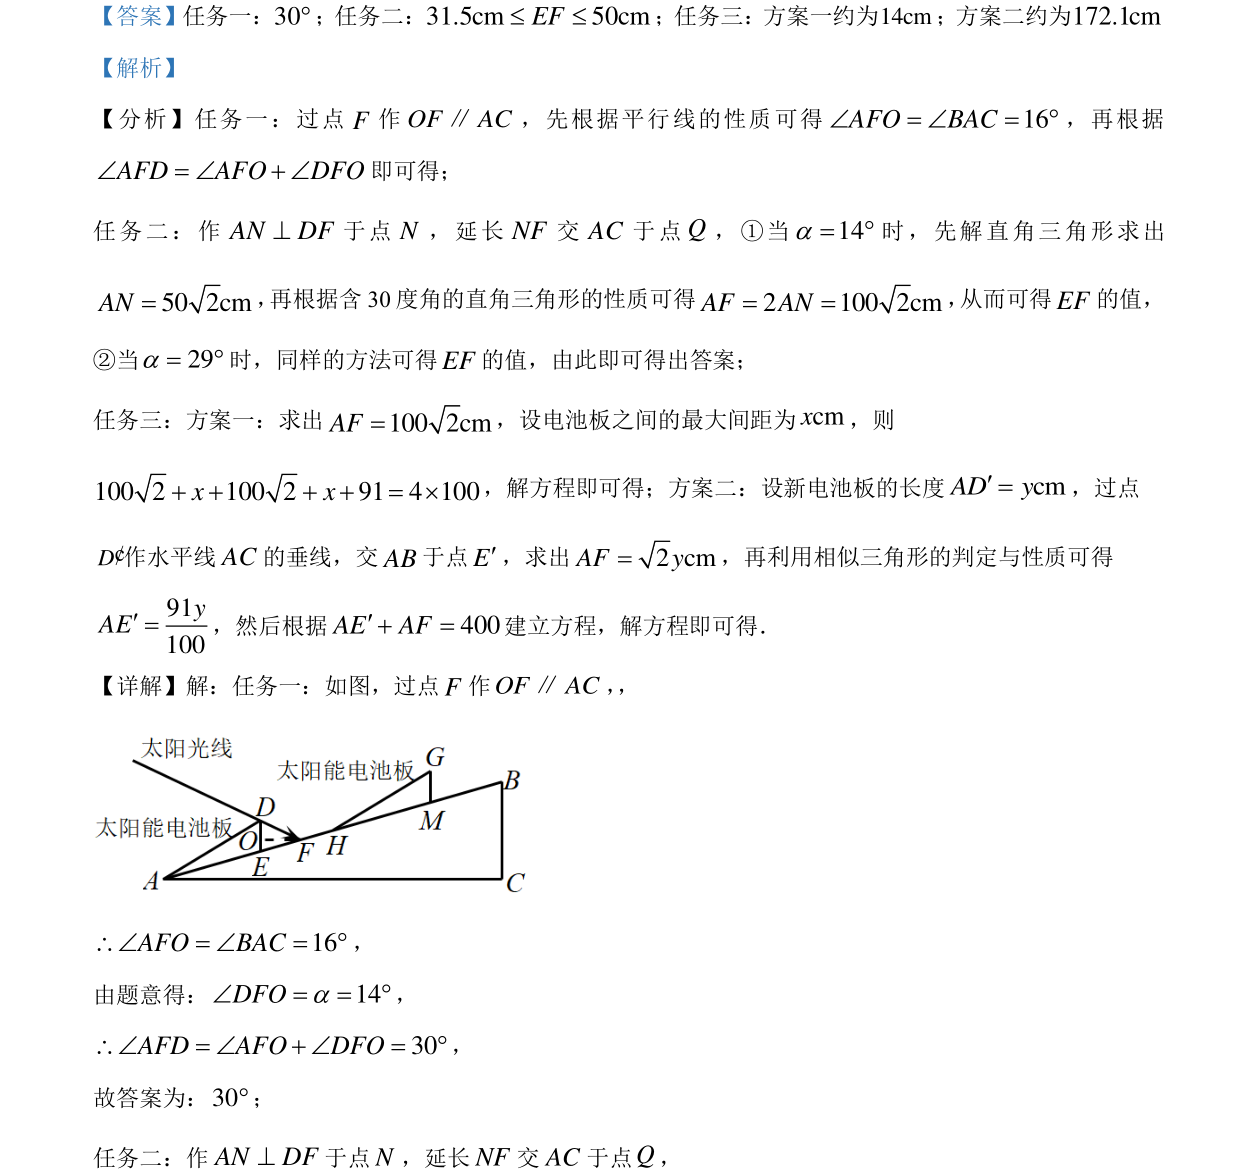 【答案】任务一：30°；任务二：31.5cm≤EF≤50cm；任务三：方案一约为14cm；方案二约为172.1cm
【解析】
【分析】任务一：过点 F 作 OF∥AC，先根据平行线的性质可得∠AFO=∠BAC=16°，再根据
∠AFD=∠AFO+∠DFO 即可得；
任务二：作 AN⊥DF 于点 N，延长 NF 交 AC 于点 Q，①当 α=14° 时，先解直角三角形求出
AN=50√2cm，再根据含 30 度角的直角三角形的性质可得 AF=2AN=100√2cm，从而可得 EF 的值，
②当 α=29° 时，同样的方法可得 EF 的值，由此即可得出答案；
任务三：方案一：求出 AF=100√2cm，设电池板之间的最大间距为 xcm，则
100√2+x+100√2+x+91=4×100，解方程即可得；方案二：设新电池板的长度 AD′=ycm，过点
D¢作水平线 AC 的垂线，交 AB 于点 E′，求出 AF=√2ycm，再利用相似三角形的判定与性质可得
AE′=91y/100，然后根据 AE′+AF=400 建立方程，解方程即可得．
【详解】解：任务一：如图，过点 F 作 OF∥AC，，
太阳光线
太阳能电池板
G
B
D
太阳能电池板
O
F
H
M
E
A
C
∴∠AFO=∠BAC=16°，
由题意得：∠DFO=α=14°，
∴∠AFD=∠AFO+∠DFO=30°，
故答案为：30°；
任务二：作 AN⊥DF 于点 N，延长 NF 交 AC 于点 Q，